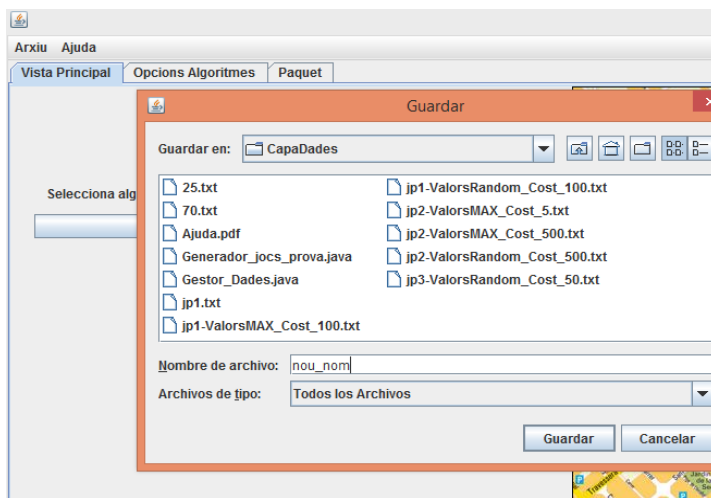 Arxiu Ajuda
Vista Principal Opcions Algoritmes Paquet
Guardar
Guardar en: CapaDades
Selecciona alg
25.txt
70.txt
Ajuda.pdf
Generador_jocs_prova.java
Gestor_Dades.java
jp1.txt
jp1-ValorsMAX_Cost_100.txt
jp1-ValorsRandom_Cost_100.txt
jp2-ValorsMAX_Cost_5.txt
jp2-ValorsMAX_Cost_500.txt
jp2-ValorsRandom_Cost_500.txt
jp3-ValorsRandom_Cost_50.txt
Nombre de archivo: nou_nom
Archivos de tipo: Todos los Archivos
Guardar Cancelar